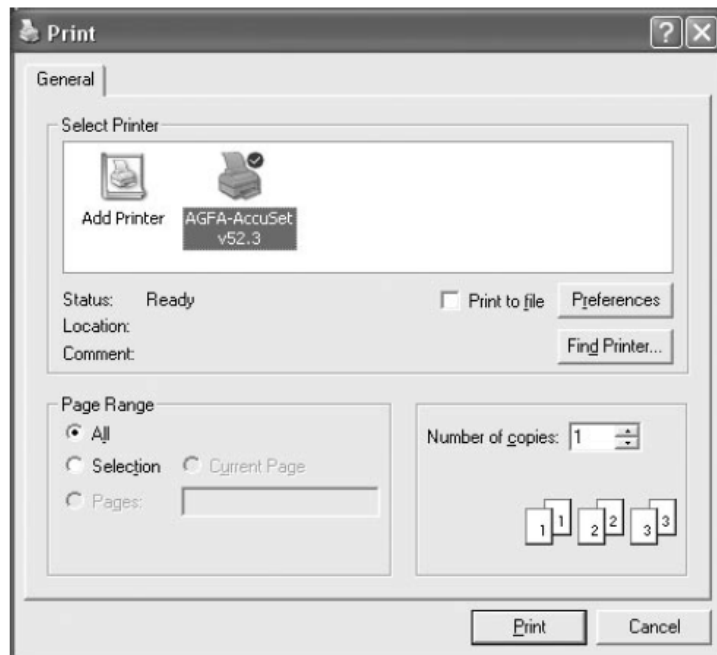 Print
General
Select Printer
Add Printer
AGFA-AccuSet
v52.3
Status: Ready
Location:
Comment:
Print to file
Preferences
Find Printer...
Page Range
All
Selection
Current Page
Pages:
Number of copies: 1
1 1 2 2 3 3
Print Cancel